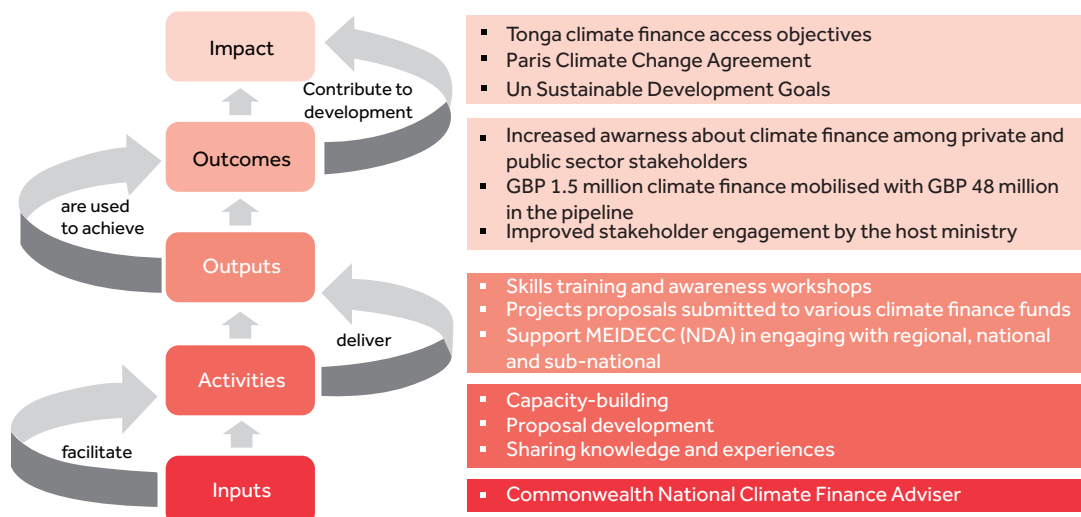 Impact
Contribute to
development
Outcomes
are used
to achieve
Outputs
deliver
Activities
facilitate
Inputs
Tonga climate finance access objectives
Paris Climate Change Agreement
Un Sustainable Development Goals
Increased awarness about climate finance among private and
public sector stakeholders
GBP 1.5 million climate finance mobilised with GBP 48 million
in the pipeline
Improved stakeholder engagement by the host ministry
Skills training and awareness workshops
Projects proposals submitted to various climate finance funds
Support MEIDECC (NDA) in engaging with regional, national
and sub-national
Capacity-building
Proposal development
Sharing knowledge and experiences
Commonwealth National Climate Finance Adviser